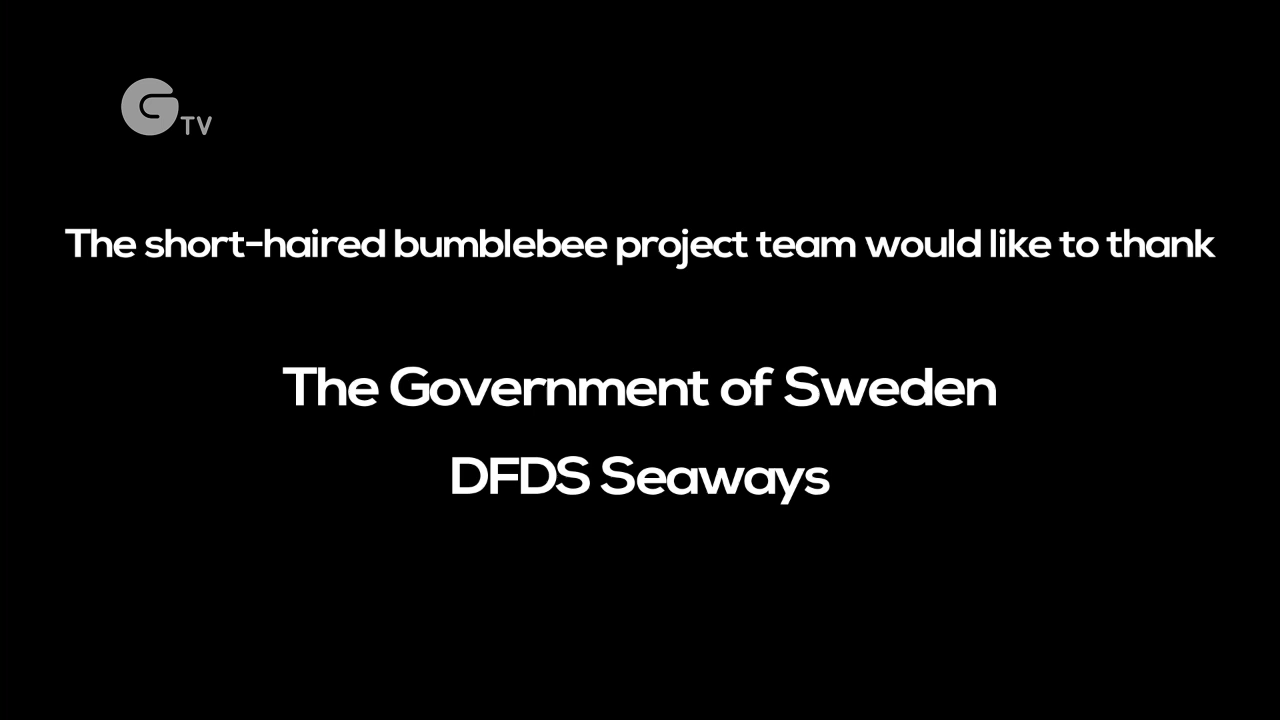 G TV
The short-haired bumblebee project team would like to thank
The Government of Sweden
DFDS Seaways